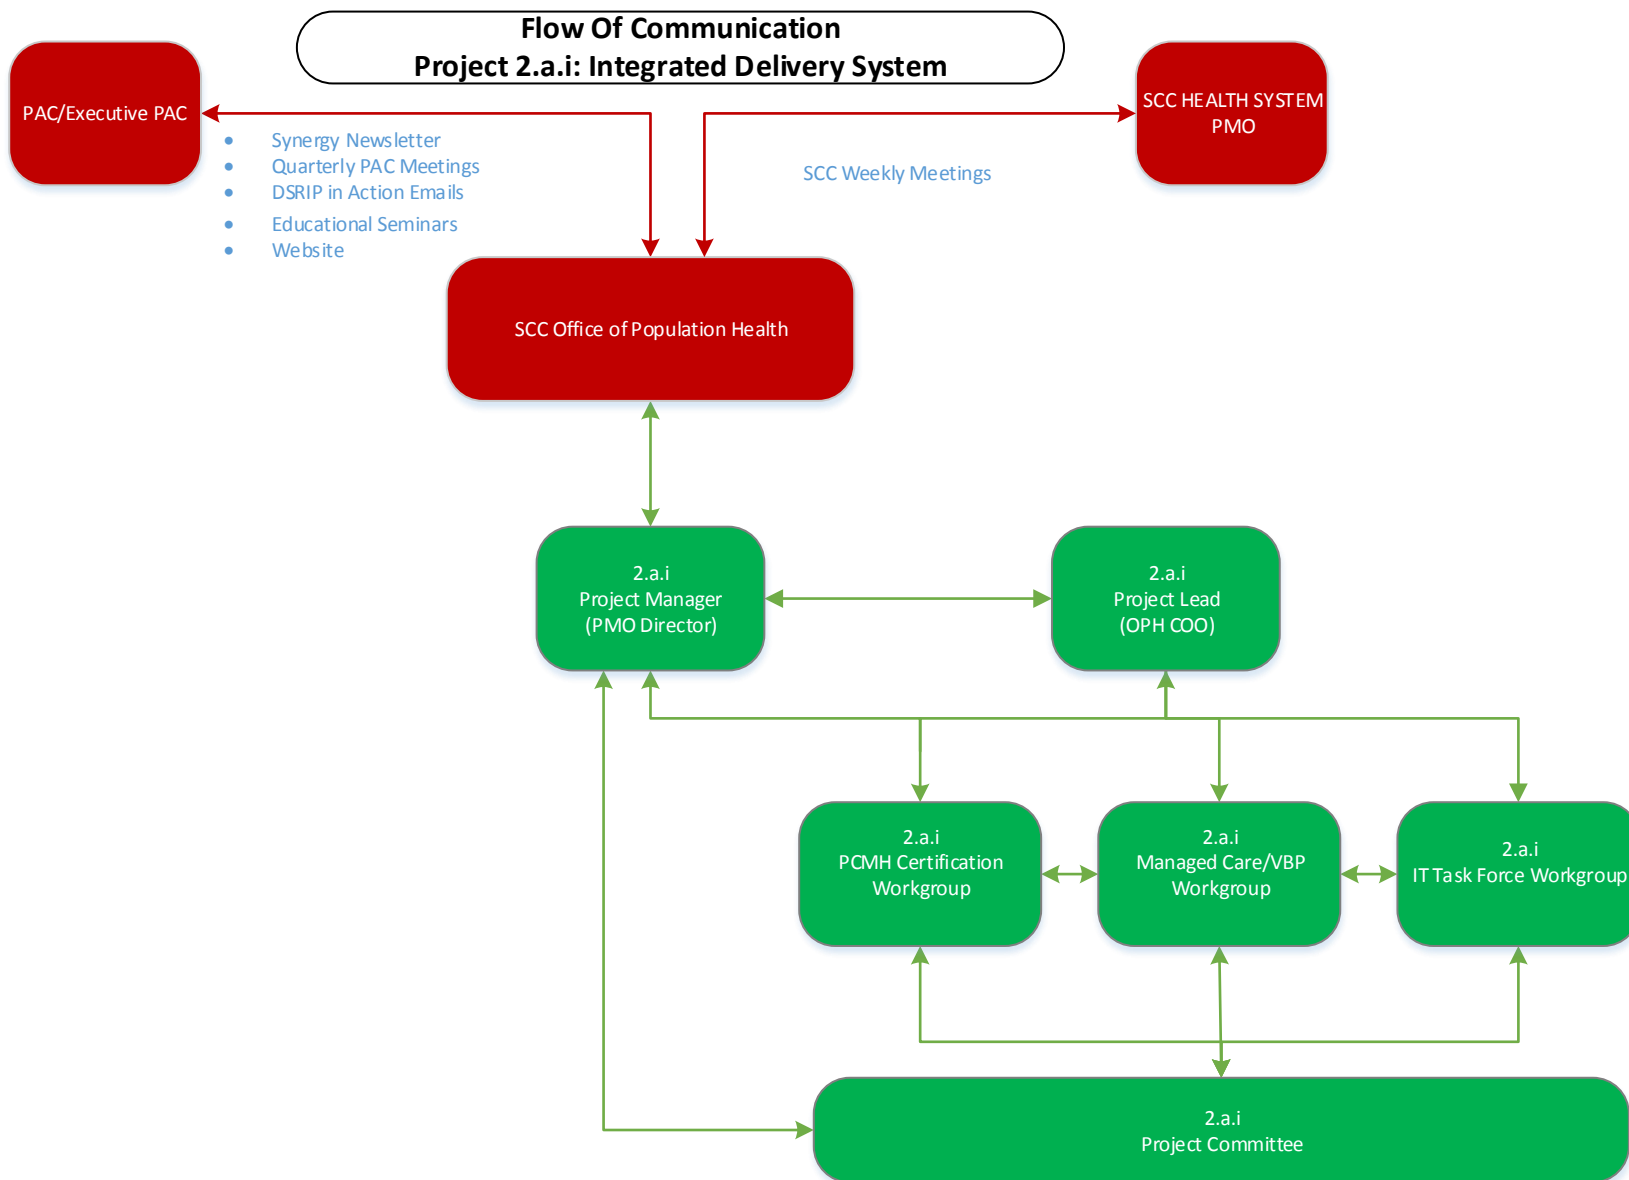 Flow Of Communication
Project 2.a.i: Integrated Delivery System
PAC/Executive PAC
SCC HEALTH SYSTEM
PMO
• Synergy Newsletter
• Quarterly PAC Meetings
• DSRIP in Action Emails
• Educational Seminars
• Website
SCC Weekly Meetings
SCC Office of Population Health
2.a.i
Project Manager
(PMO Director)
2.a.i
Project Lead
(OPH COO)
2.a.i
PCMH Certification
Workgroup
2.a.i
Managed Care/VBP
Workgroup
2.a.i
IT Task Force Workgroup
2.a.i
Project Committee